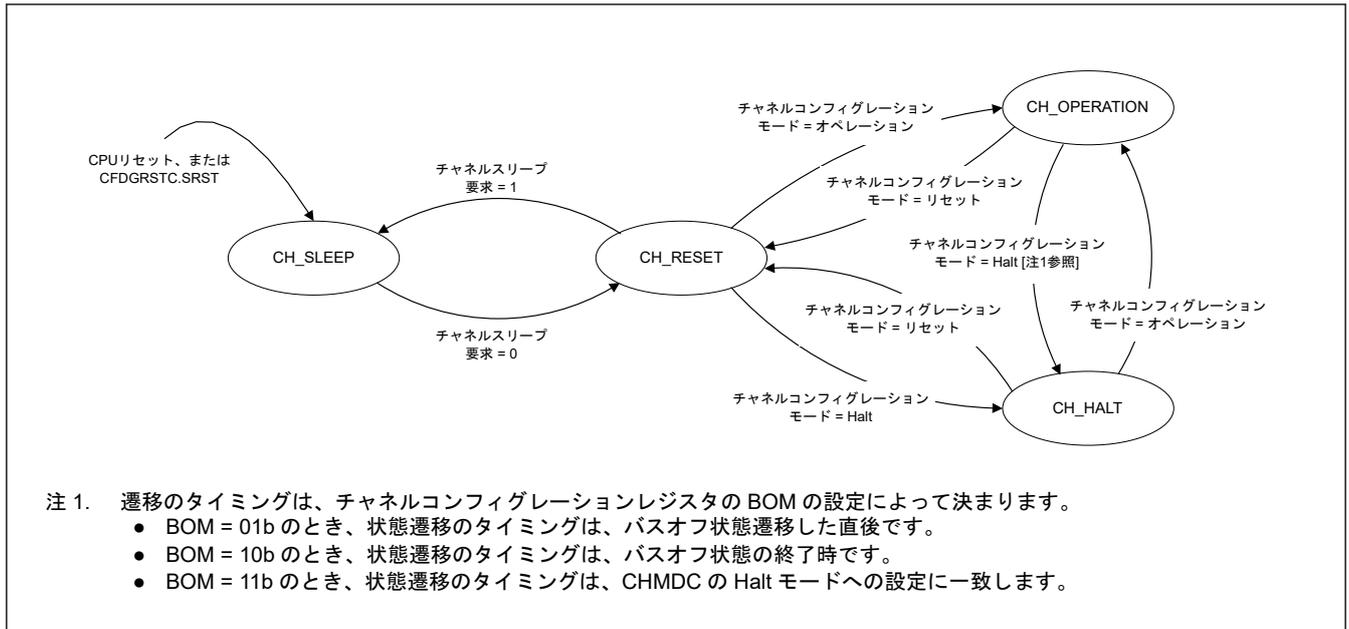 CPUリセット、または
CFDGRSTC.SRST
チャネルスリープ
要求 = 1
CH_SLEEP
チャネルスリープ
要求 = 0
CH_RESET
チャネルコンフィグレーション
モード = オペレーション
CH_OPERATION
チャネルコンフィグレーション
モード = リセット
チャネルコンフィグレーション
モード = Halt [注1参照]
チャネルコンフィグレーション
モード = リセット
チャネルコンフィグレーション
モード = オペレーション
チャネルコンフィグレーション
モード = Halt
CH_HALT
注 1. 遷移のタイミングは、チャネルコンフィグレーションレジスタの BOM の設定によって決まります。
● BOM = 01b のとき、状態遷移のタイミングは、バスオフ状態遷移した直後です。
● BOM = 10b のとき、状態遷移のタイミングは、バスオフ状態の終了時です。
● BOM = 11b のとき、状態遷移のタイミングは、CHMDC の Halt モードへの設定に一致します。